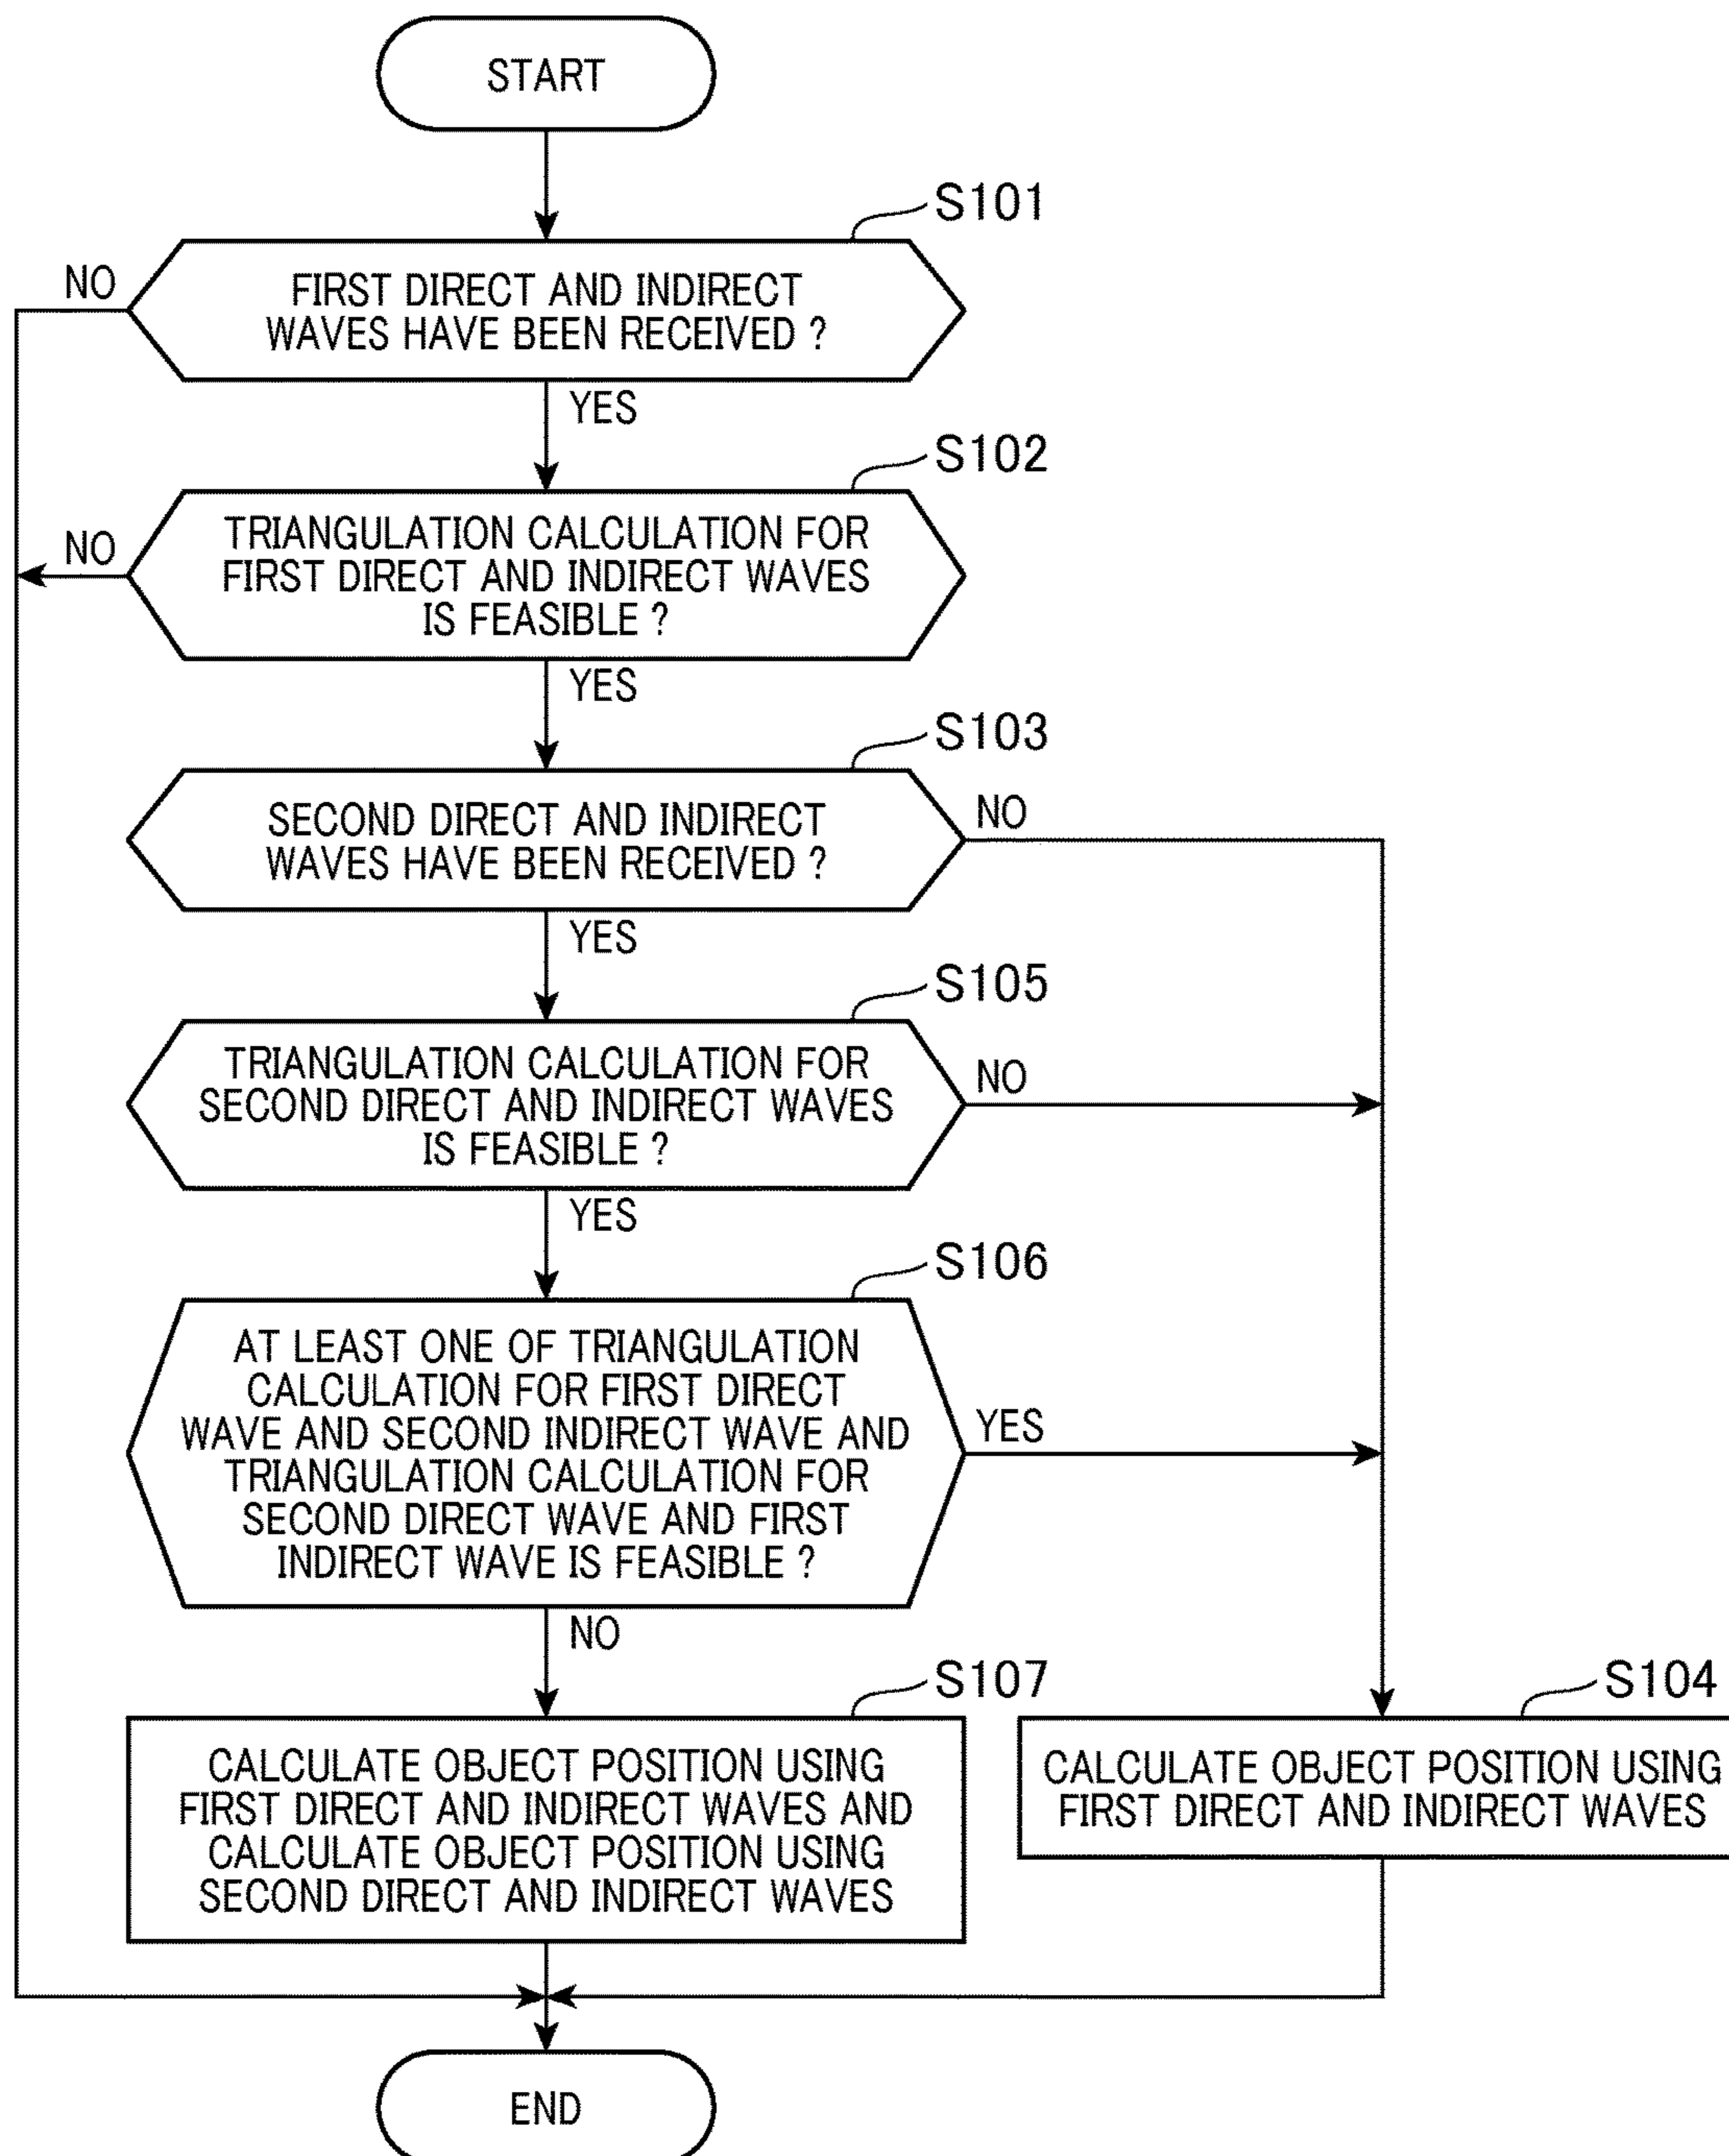 START
S101
NO
FIRST DIRECT AND INDIRECT
WAVES HAVE BEEN RECEIVED ?
YES
S102
NO
TRIANGULATION CALCULATION FOR
FIRST DIRECT AND INDIRECT WAVES
IS FEASIBLE ?
YES
S103
SECOND DIRECT AND INDIRECT
WAVES HAVE BEEN RECEIVED ?
NO
YES
S105
TRIANGULATION CALCULATION FOR
SECOND DIRECT AND INDIRECT WAVES
IS FEASIBLE ?
NO
YES
S106
AT LEAST ONE OF TRIANGULATION
CALCULATION FOR FIRST DIRECT
WAVE AND SECOND INDIRECT WAVE AND
TRIANGULATION CALCULATION FOR
SECOND DIRECT WAVE AND FIRST
INDIRECT WAVE IS FEASIBLE ?
YES
NO
S107
CALCULATE OBJECT POSITION USING
FIRST DIRECT AND INDIRECT WAVES AND
CALCULATE OBJECT POSITION USING
SECOND DIRECT AND INDIRECT WAVES
S104
CALCULATE OBJECT POSITION USING
FIRST DIRECT AND INDIRECT WAVES
END